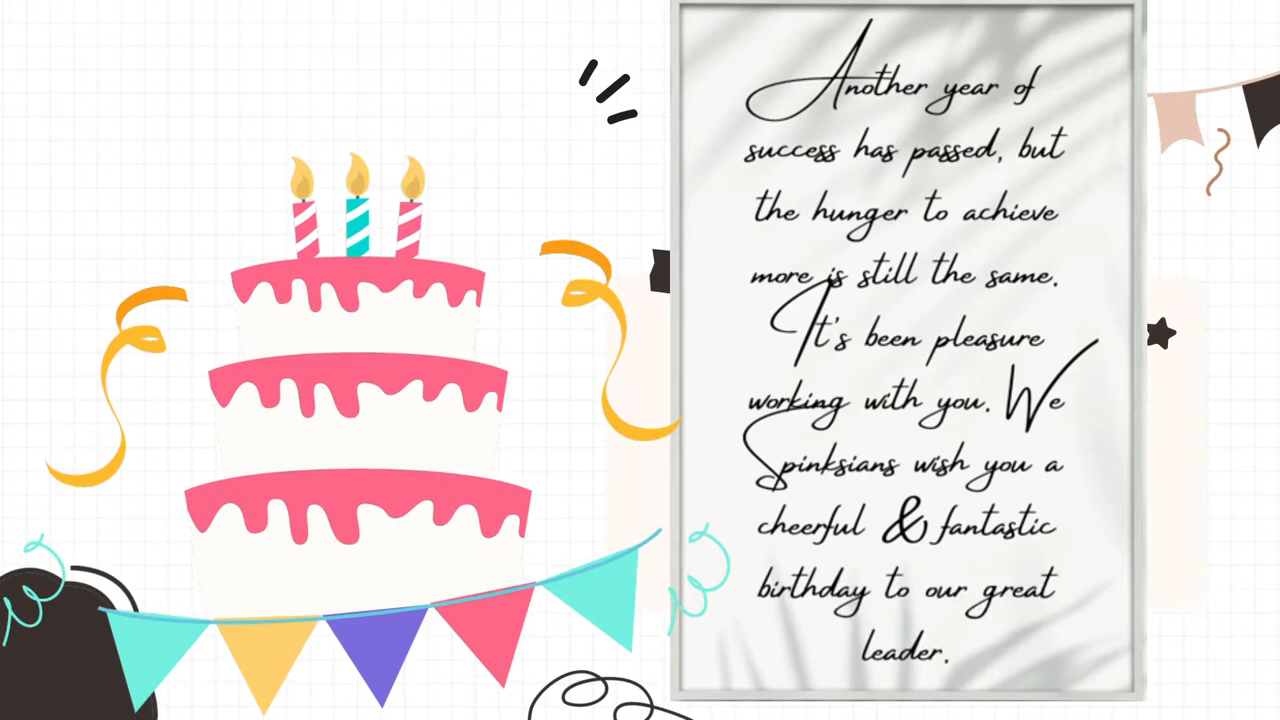 Another year of
success has passed, but
the hunger to achieve
more is still the same.
It's been pleasure
working with you. We
Spinksians wish you a
cheerful & fantastic
birthday to our great
leader.